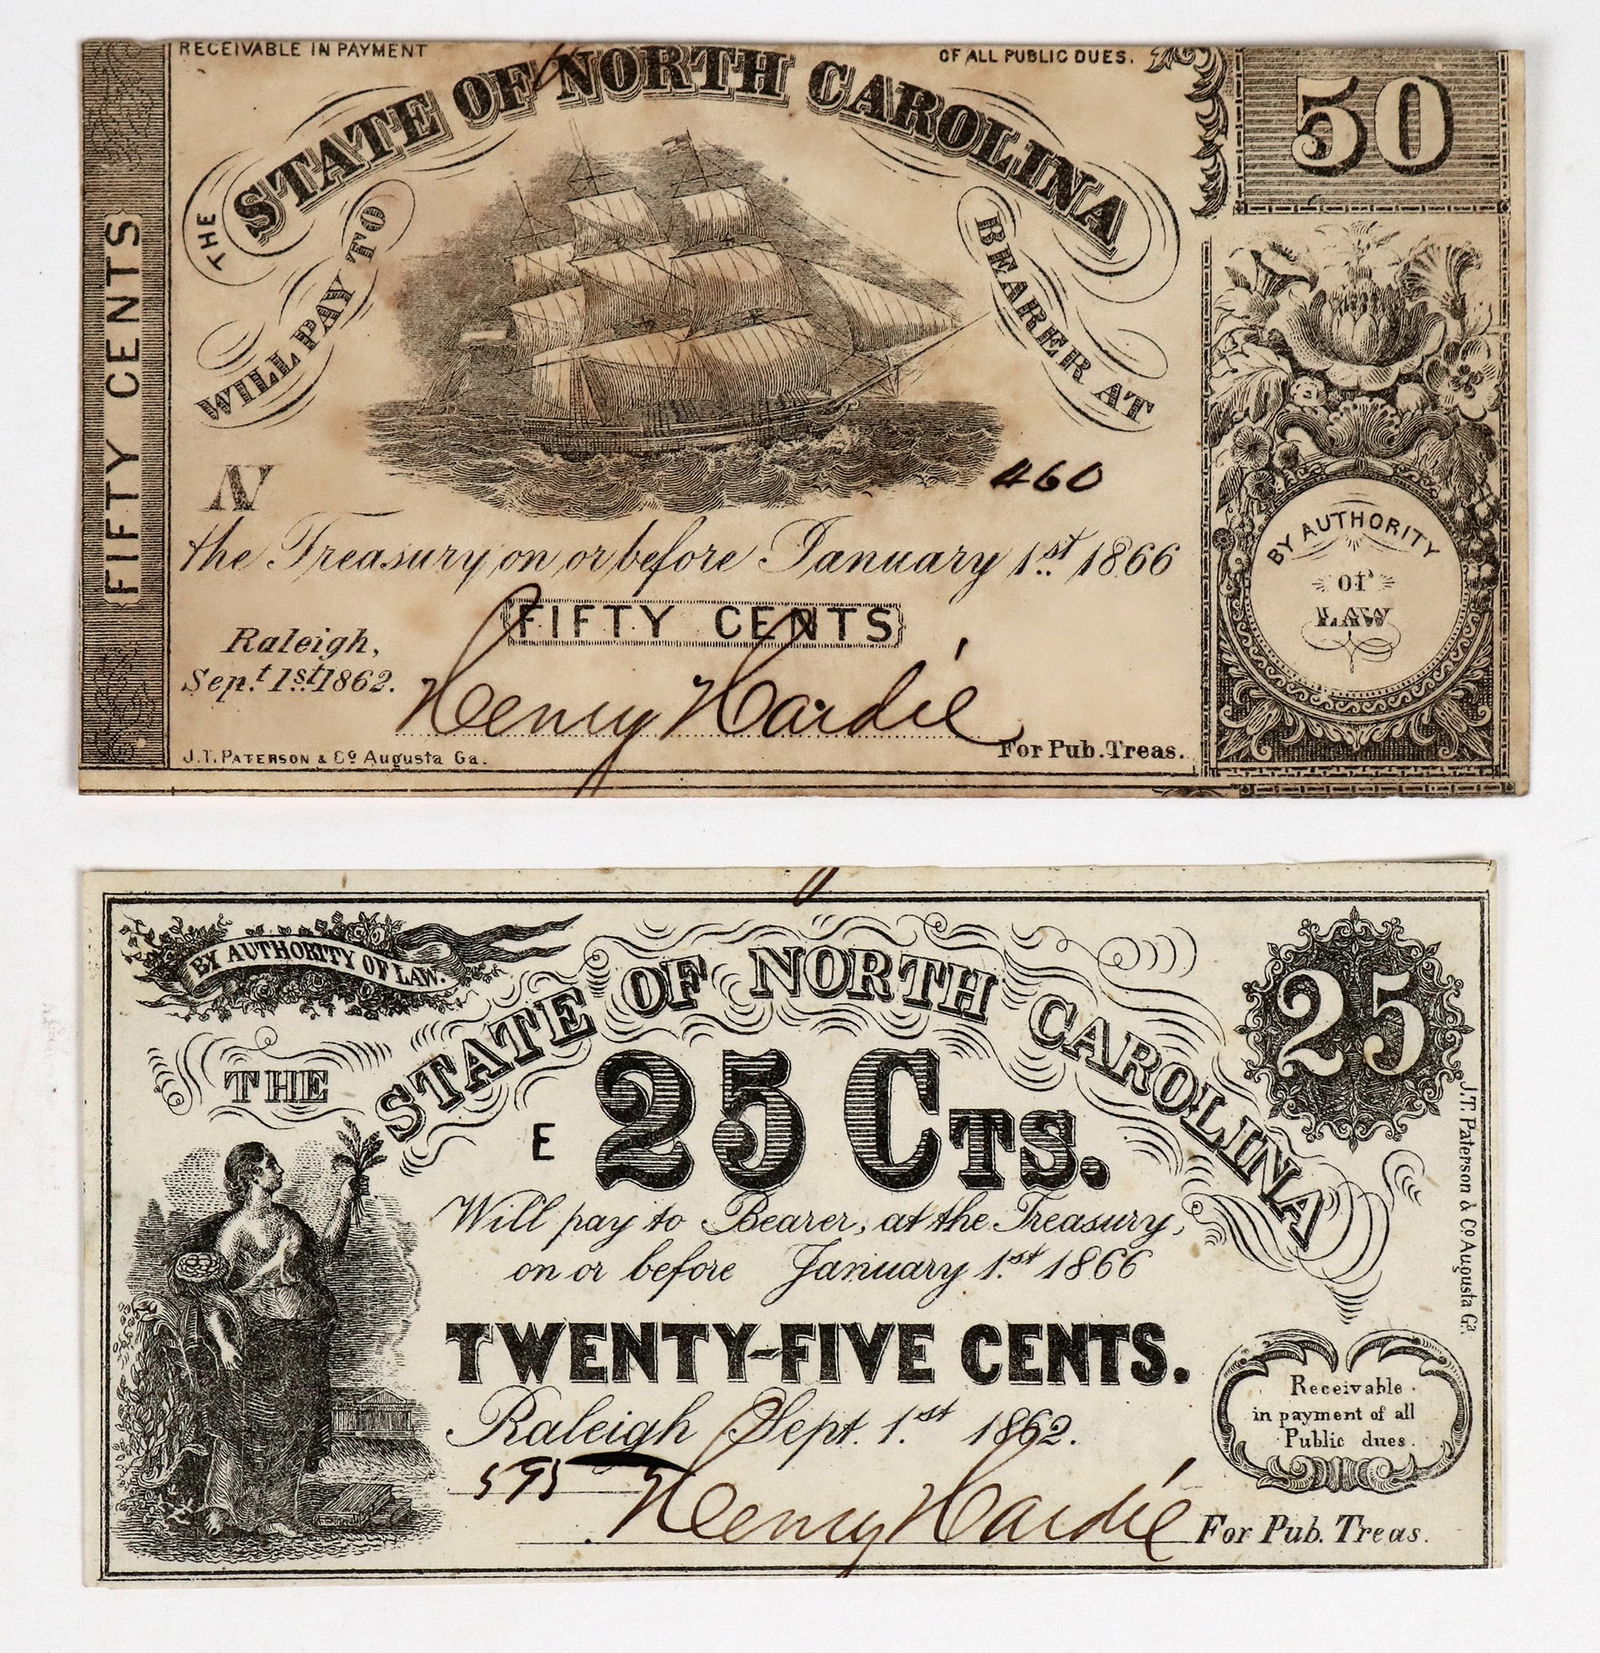 RECEIVABLE IN PAYMENT OF ALL PUBLIC DUES.
50
THE STATE OF NORTH CAROLINA
WILL PAY TO BEARER AT
FIFTY CENTS
N 460
the Treasury on or before January 1st 1866
BY AUTHORITY
OF
LAW
FIFTY CENTS
Raleigh,
Sept. 1st 1862.
Henry Hardie
For Pub. Treas.
J.T. PATERSON & Co Augusta Ga.
BY AUTHORITY OF LAW.
25
THE STATE OF NORTH CAROLINA
E 25 CTS.
Will pay to Bearer, at the Treasury,
on or before January 1st 1866
TWENTY-FIVE CENTS.
Raleigh Sept. 1st 1862.
595
Henry Hardie
For Pub. Treas.
J.T. Paterson & Co Augusta Ga.
Receivable
in payment of all
Public dues.